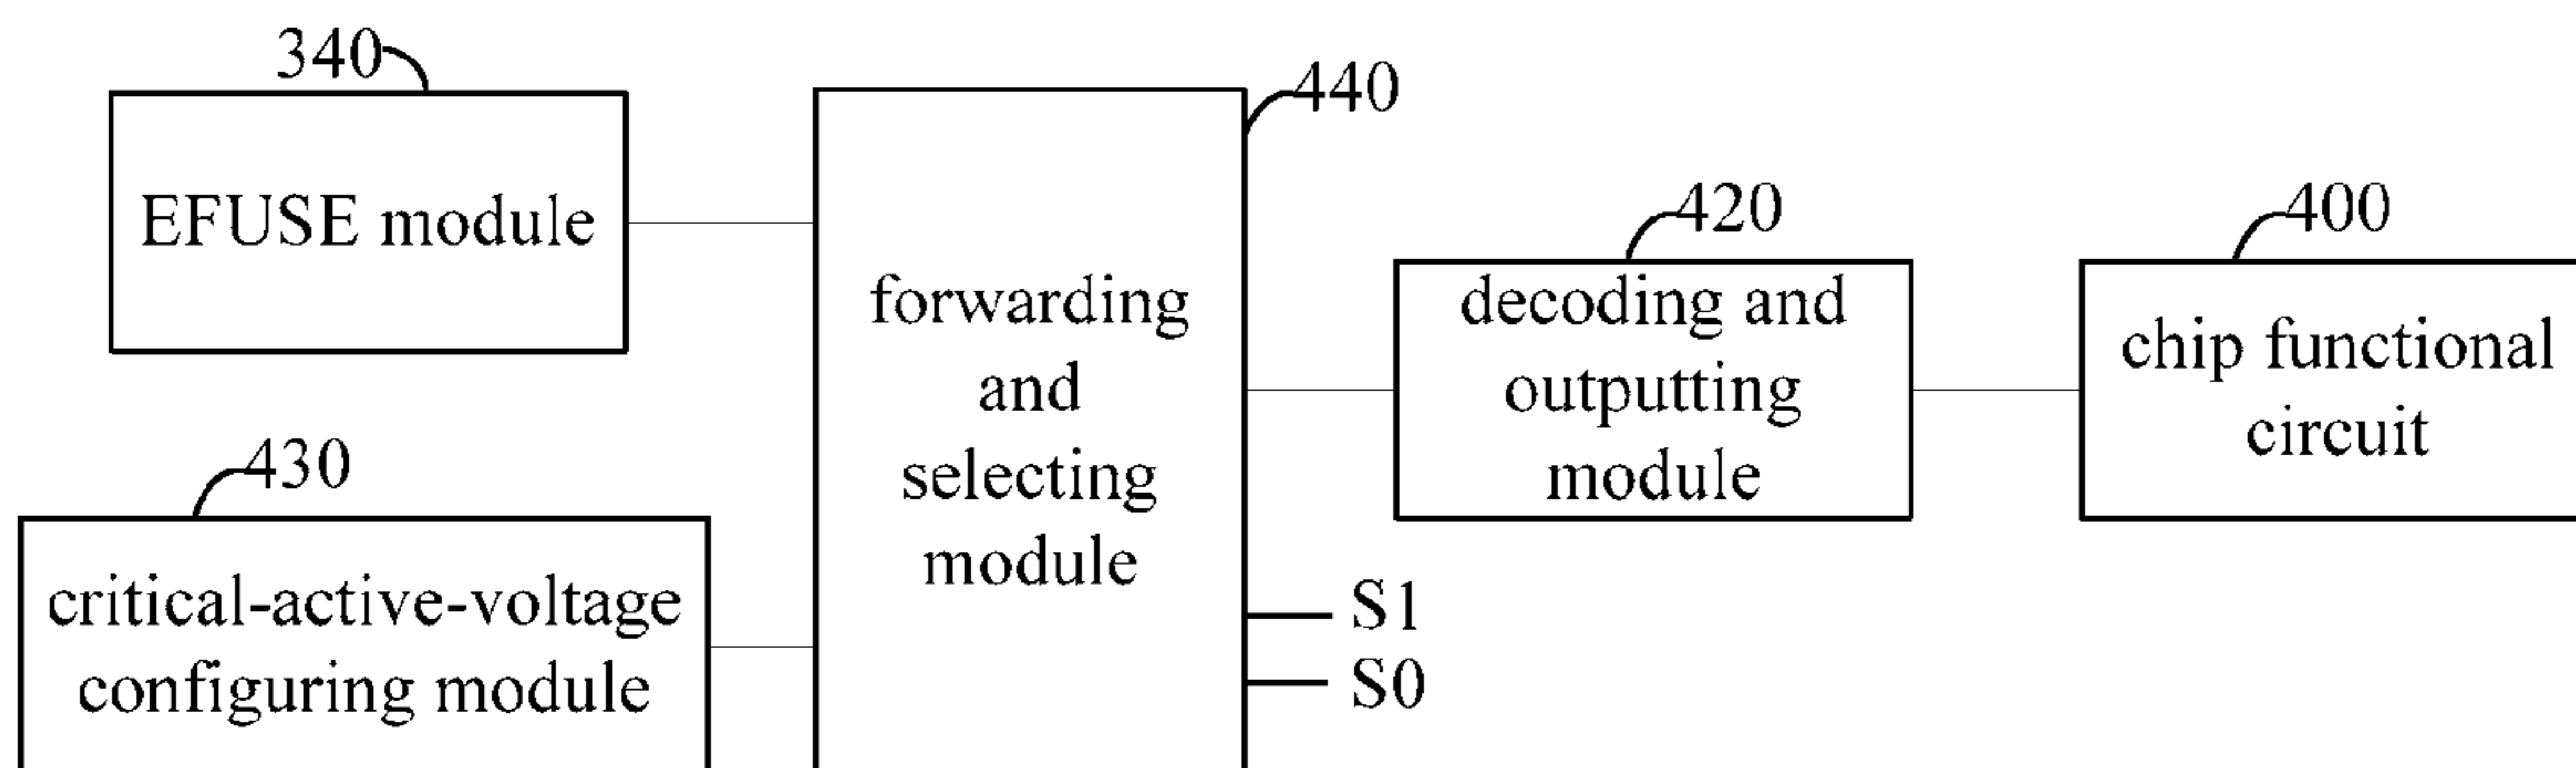 340
EFUSE module
440
forwarding
and
selecting
module
420
decoding and
outputting
module
400
chip functional
circuit
430
critical-active-voltage
configuring module
S1
S0